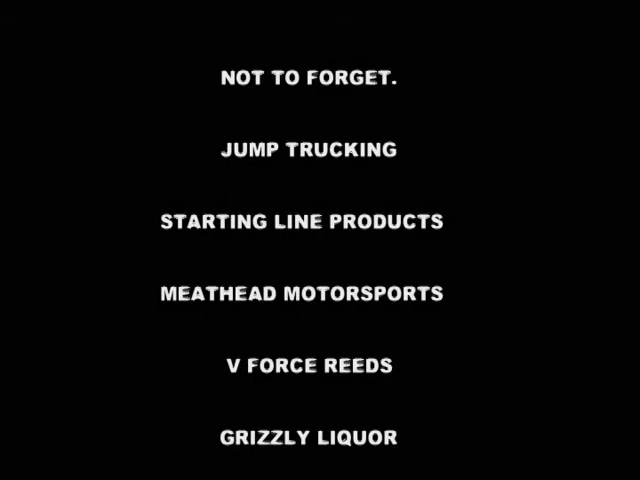 NOT TO FORGET.
JUMP TRUCKING
STARTING LINE PRODUCTS
MEATHEAD MOTORSPORTS
V FORCE REEDS
GRIZZLY LIQUOR